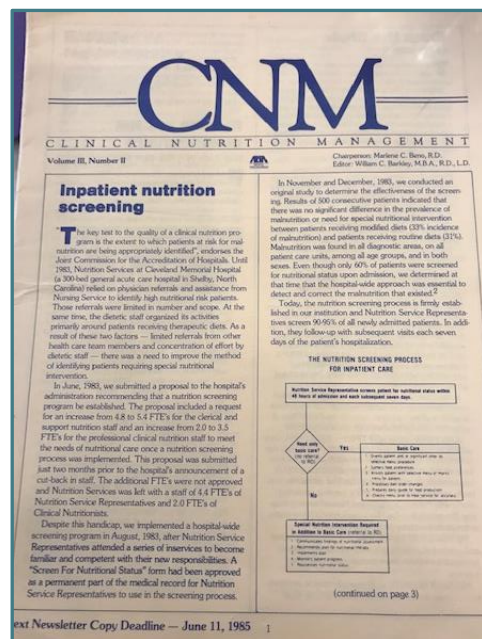 CNM
CLINICAL NUTRITION MANAGEMENT
Volume III, Number II
Chairperson: Marlene C. Beno, R.D.
Editor: William C. Barkley, M.B.A., R.D., L.D.
Inpatient nutrition
screening
"The key test to the quality of a clinical nutrition pro-
gram is the extent to which patients at risk for mal-
nutrition are being appropriately identified", endorses the
Joint Commission for the Accreditation of Hospitals. Until
1983, Nutrition Services at Cleveland Memorial Hospital
(a 300-bed general acute care hospital in Shelby, North
Carolina) relied on physician referrals and assistance from
Nursing Service to identify high nutritional risk patients.
Those referrals were limited in number and scope. At the
same time, the dietetic staff organized its activities
primarily around patients receiving therapeutic diets. As a
result of these two factors — limited referrals from other
health care team members and concentration of effort by
dietetic staff — there was a need to improve the method
of identifying patients requiring special nutritional
intervention.
In June, 1983, we submitted a proposal to the hospital's
administration recommending that a nutrition screening
program be established. The proposal included a request
for an increase from 4.8 to 5.4 FTE's for the clerical and
support nutrition staff and an increase from 2.0 to 3.5
FTE's for the professional clinical nutrition staff to meet
the needs of nutritional care once a nutrition screening
process was implemented. This proposal was submitted
just two months prior to the hospital's announcement of a
cut-back in staff. The additional FTE's were not approved
and Nutrition Services was left with a staff of 4.4 FTE's of
Nutrition Service Representatives and 2.0 FTE's of
Clinical Nutritionists.
Despite this handicap, we implemented a hospital-wide
screening program in August, 1983, after Nutrition Service
Representatives attended a series of inservices to become
familiar and competent with their new responsibilities. A
"Screen For Nutritional Status" form had been approved
as a permanent part of the medical record for Nutrition
Service Representatives to use in the screening process.
In November and December, 1983, we conducted an
original study to determine the effectiveness of the screen-
ing. Results of 500 consecutive patients indicated that
there was no significant difference in the prevalence of
malnutrition or need for special nutritional intervention
between patients receiving modified diets (33% incidence
of malnutrition) and patients receiving routine diets (31%).
Malnutrition was found in all diagnostic areas, on all
patient care units, among all age groups, and in both
sexes. Even though only 60% of patients were screened
for nutritional status upon admission, we determined at
that time that the hospital-wide approach was essential to
detect and correct the malnutrition that existed.2
Today, the nutrition screening process is firmly estab-
lished in our institution and Nutrition Service Representa-
tives screen 90-95% of all newly admitted patients. In addi-
tion, they follow-up with subsequent visits each seven
days of the patient's hospitalization.
THE NUTRITION SCREENING PROCESS
FOR INPATIENT CARE
Nutrition Service Representative screens patient for nutritional status within
48 hours of admission and each subsequent seven days.
Need only
basic care?
(no referral
to RD)
Yes
No
Basic Care
Special Nutrition Intervention Required
in Addition to Basic Care (referral to RD)
(continued on page 3)
ext Newsletter Copy Deadline — June 11, 1985
1